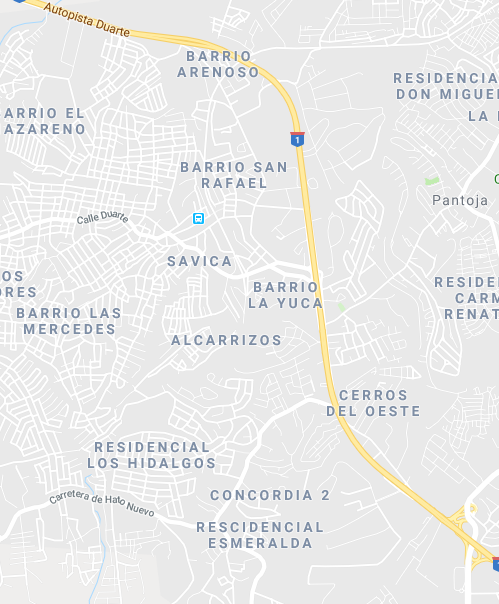 Autopista Duarte
BARRIO
ARENOSO
RESIDENCIA
DON MIGUE
LA
ARRIO EL
AZARENO
1
BARRIO SAN
RAFAEL
Pantoja
Calle Duarte
SAVICA
OS
ORES
BARRIO
LA YUCA
RESIDE
CARM
RENAT
BARRIO LAS
MERCEDES
ALCARRIZOS
CERROS
DEL OESTE
RESIDENCIAL
LOS HIDALGOS
CONCORDIA 2
Carretera de Hato Nuevo
RESCIDENCIAL
ESMERALDA